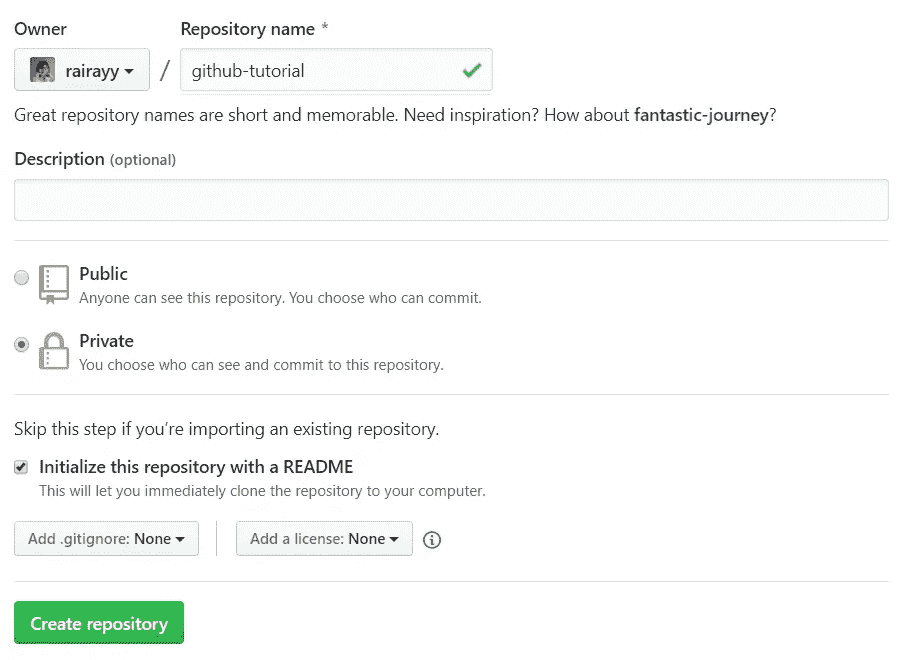 Owner
Repository name *
rairayy / github-tutorial
Great repository names are short and memorable. Need inspiration? How about fantastic-journey?
Description (optional)
Public
Anyone can see this repository. You choose who can commit.
Private
You choose who can see and commit to this repository.
Skip this step if you're importing an existing repository.
Initialize this repository with a README
This will let you immediately clone the repository to your computer.
Add .gitignore: None
Add a license: None
Create repository